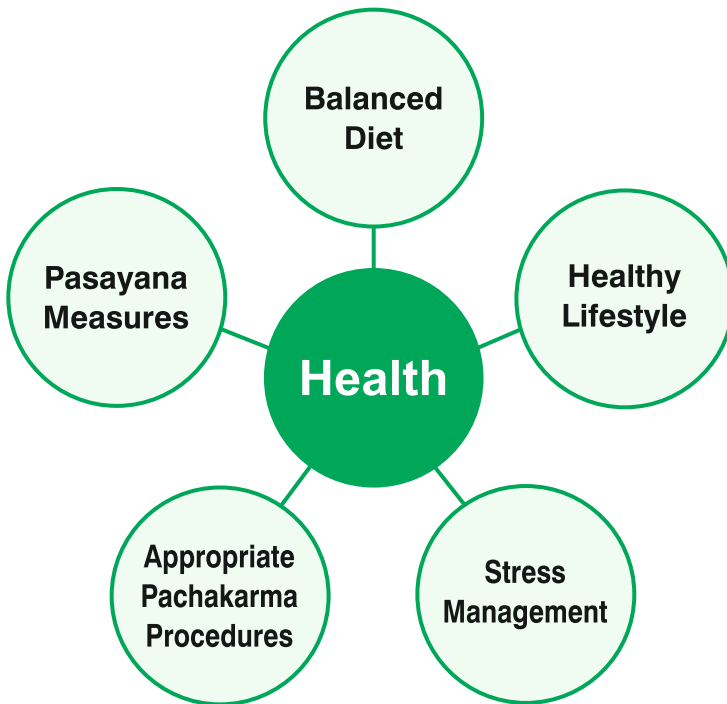 Balanced
Diet
Pasayana
Measures
Healthy
Lifestyle
Health
Appropriate
Pachakarma
Procedures
Stress
Management